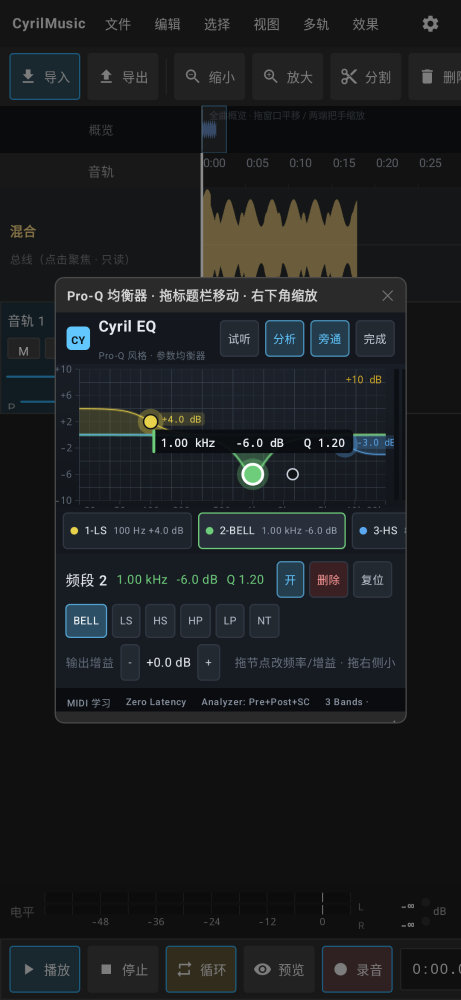 CyrilMusic 文件 编辑 选择 视图 多轨 效果
导入 导出 缩小 放大 分割
概览 全曲概览 · 拖窗口平移 / 两端把手缩放
音轨 0:00 0:05 0:10 0:15 0:20 0:25
混合
总线（点击聚焦 · 只读）
音轨 1
M
Pro-Q 均衡器 · 拖标题栏移动 · 右下角缩放
CY Cyril EQ 试听 分析 旁通 完成
Pro-Q 风格 · 参数均衡器
+10 +10 dB
+6
+2 +4.0 dB
-2 1.00 kHz -6.0 dB Q 1.20 -3.0 dB
-6
-10
1-LS 100 Hz +4.0 dB 2-BELL 1.00 kHz -6.0 dB 3-HS
频段 2 1.00 kHz -6.0 dB Q 1.20 开 删除 复位
BELL LS HS HP LP NT
输出增益 - +0.0 dB + 拖节点改频率/增益 · 拖右侧小
MIDI 学习 Zero Latency Analyzer: Pre+Post+SC 3 Bands ·
电平 L -∞ dB
-48 -36 -24 -12 0 R -∞
播放 停止 循环 预览 录音 0:00.